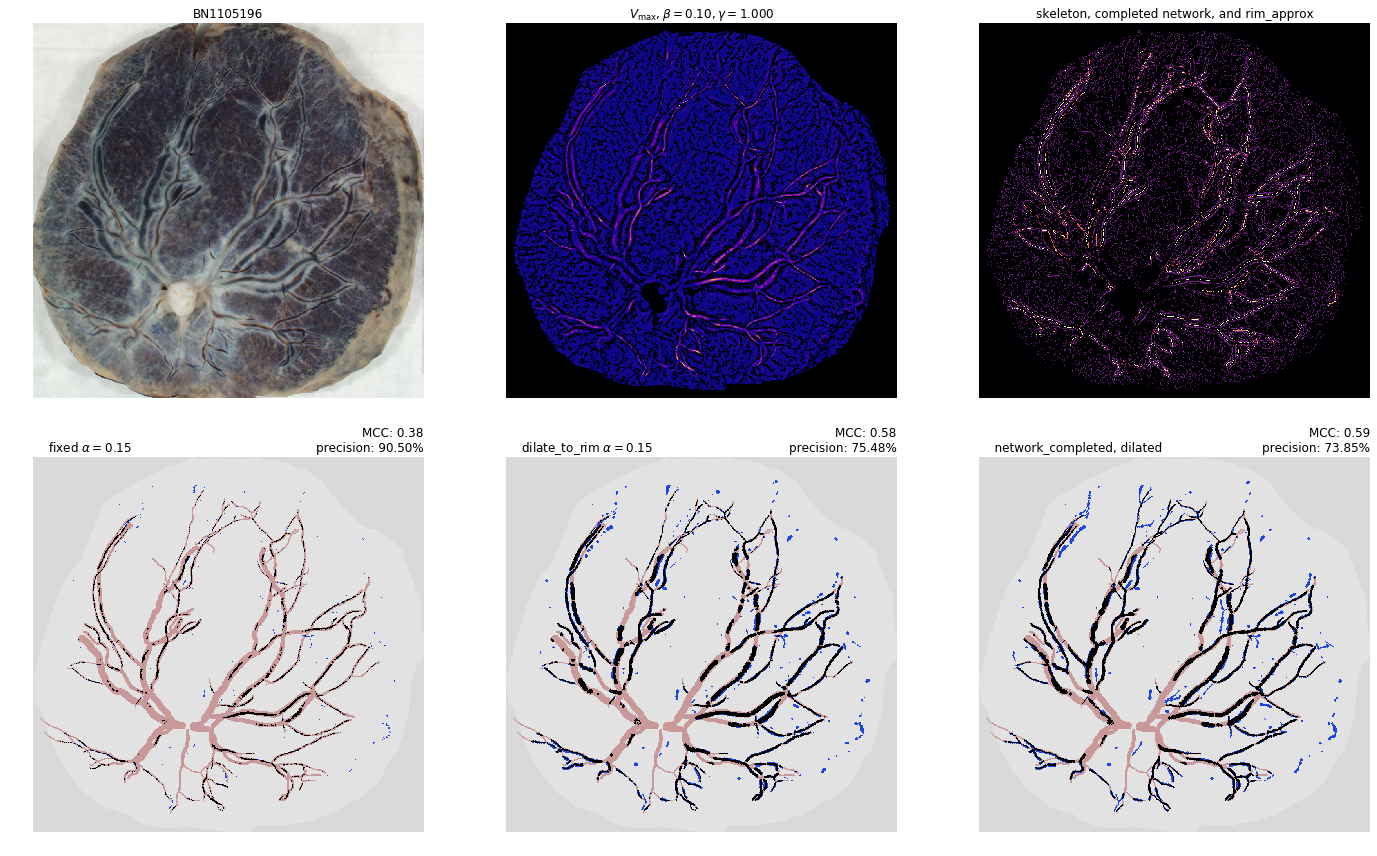 BN1105196
V_max, β = 0.10, γ = 1.000
skeleton, completed network, and rim_approx
MCC: 0.38
fixed α = 0.15 precision: 90.50%
MCC: 0.58
dilate_to_rim α = 0.15 precision: 75.48%
MCC: 0.59
network_completed, dilated precision: 73.85%